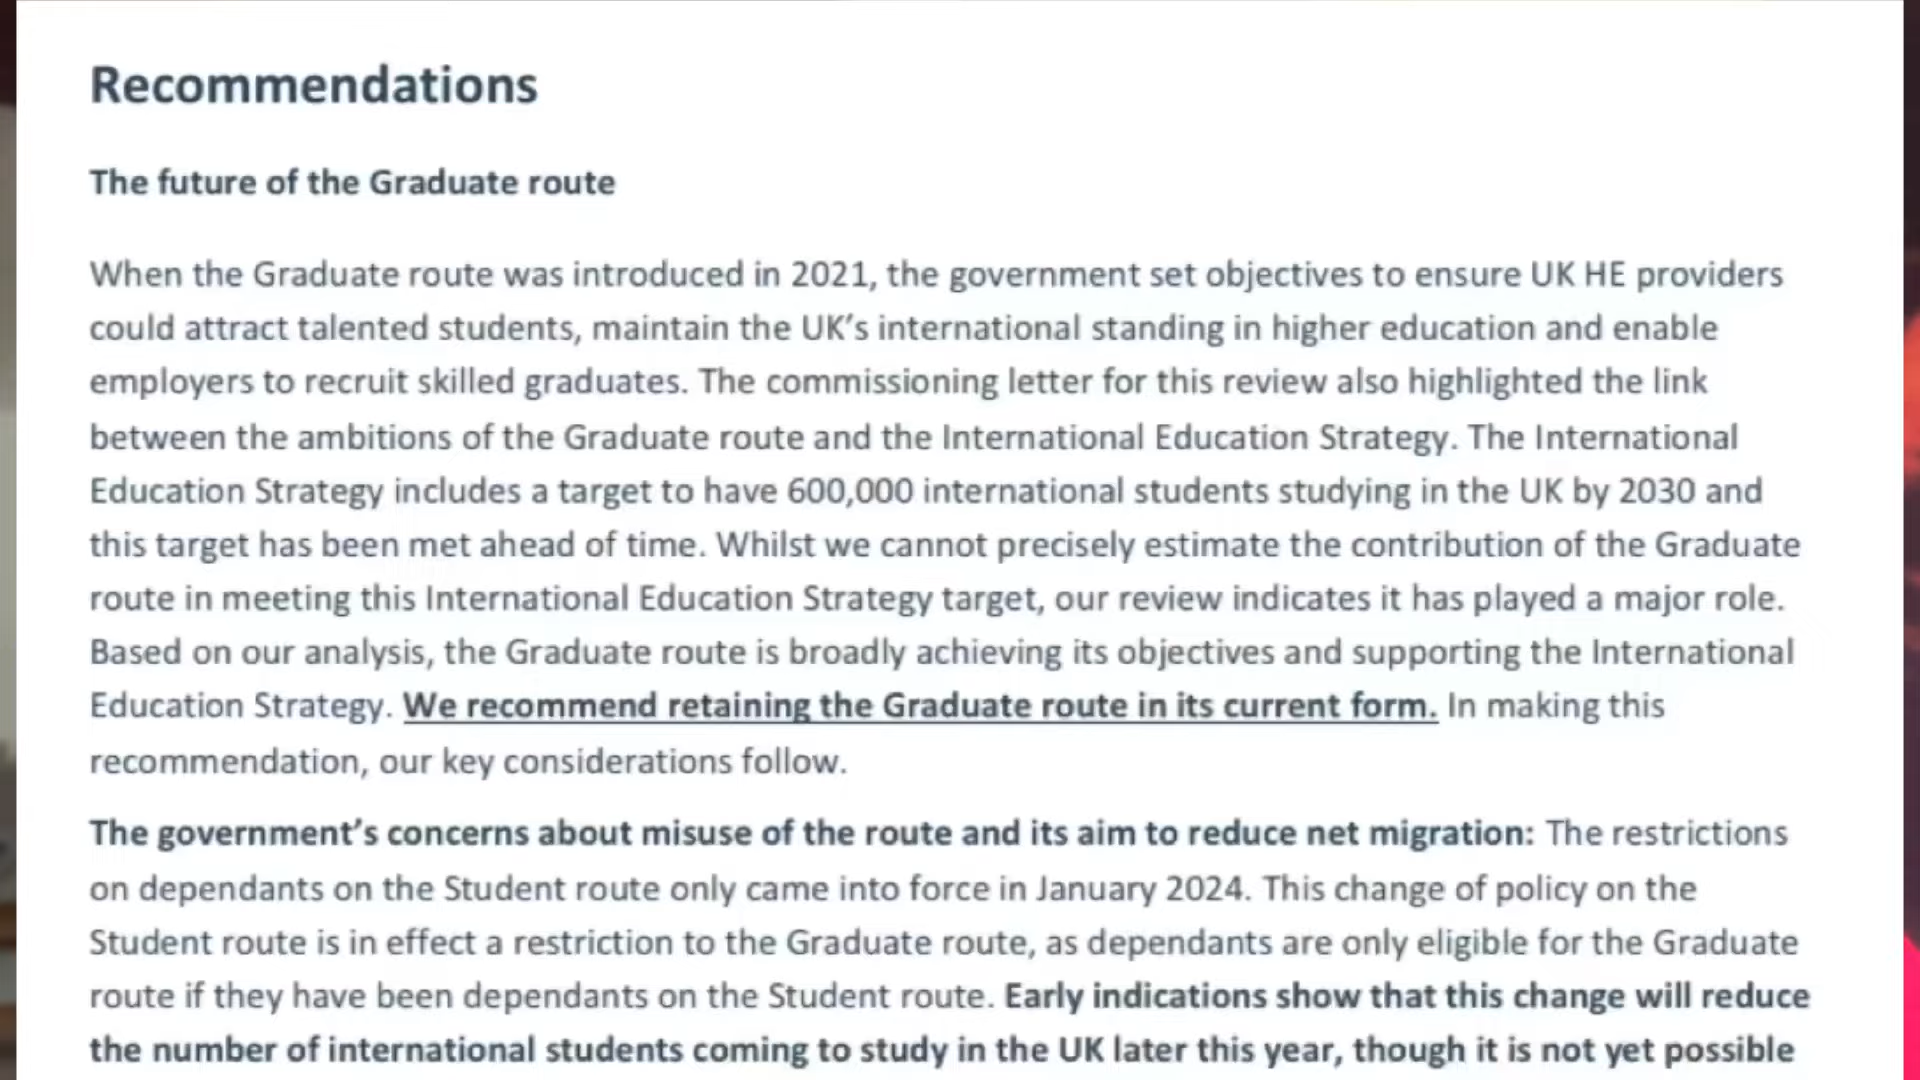 Recommendations
The future of the Graduate route
When the Graduate route was introduced in 2021, the government set objectives to ensure UK HE providers
could attract talented students, maintain the UK’s international standing in higher education and enable
employers to recruit skilled graduates. The commissioning letter for this review also highlighted the link
between the ambitions of the Graduate route and the International Education Strategy. The International
Education Strategy includes a target to have 600,000 international students studying in the UK by 2030 and
this target has been met ahead of time. Whilst we cannot precisely estimate the contribution of the Graduate
route in meeting this International Education Strategy target, our review indicates it has played a major role.
Based on our analysis, the Graduate route is broadly achieving its objectives and supporting the International
Education Strategy. We recommend retaining the Graduate route in its current form. In making this
recommendation, our key considerations follow.
The government’s concerns about misuse of the route and its aim to reduce net migration: The restrictions
on dependants on the Student route only came into force in January 2024. This change of policy on the
Student route is in effect a restriction to the Graduate route, as dependants are only eligible for the Graduate
route if they have been dependants on the Student route. Early indications show that this change will reduce
the number of international students coming to study in the UK later this year, though it is not yet possible